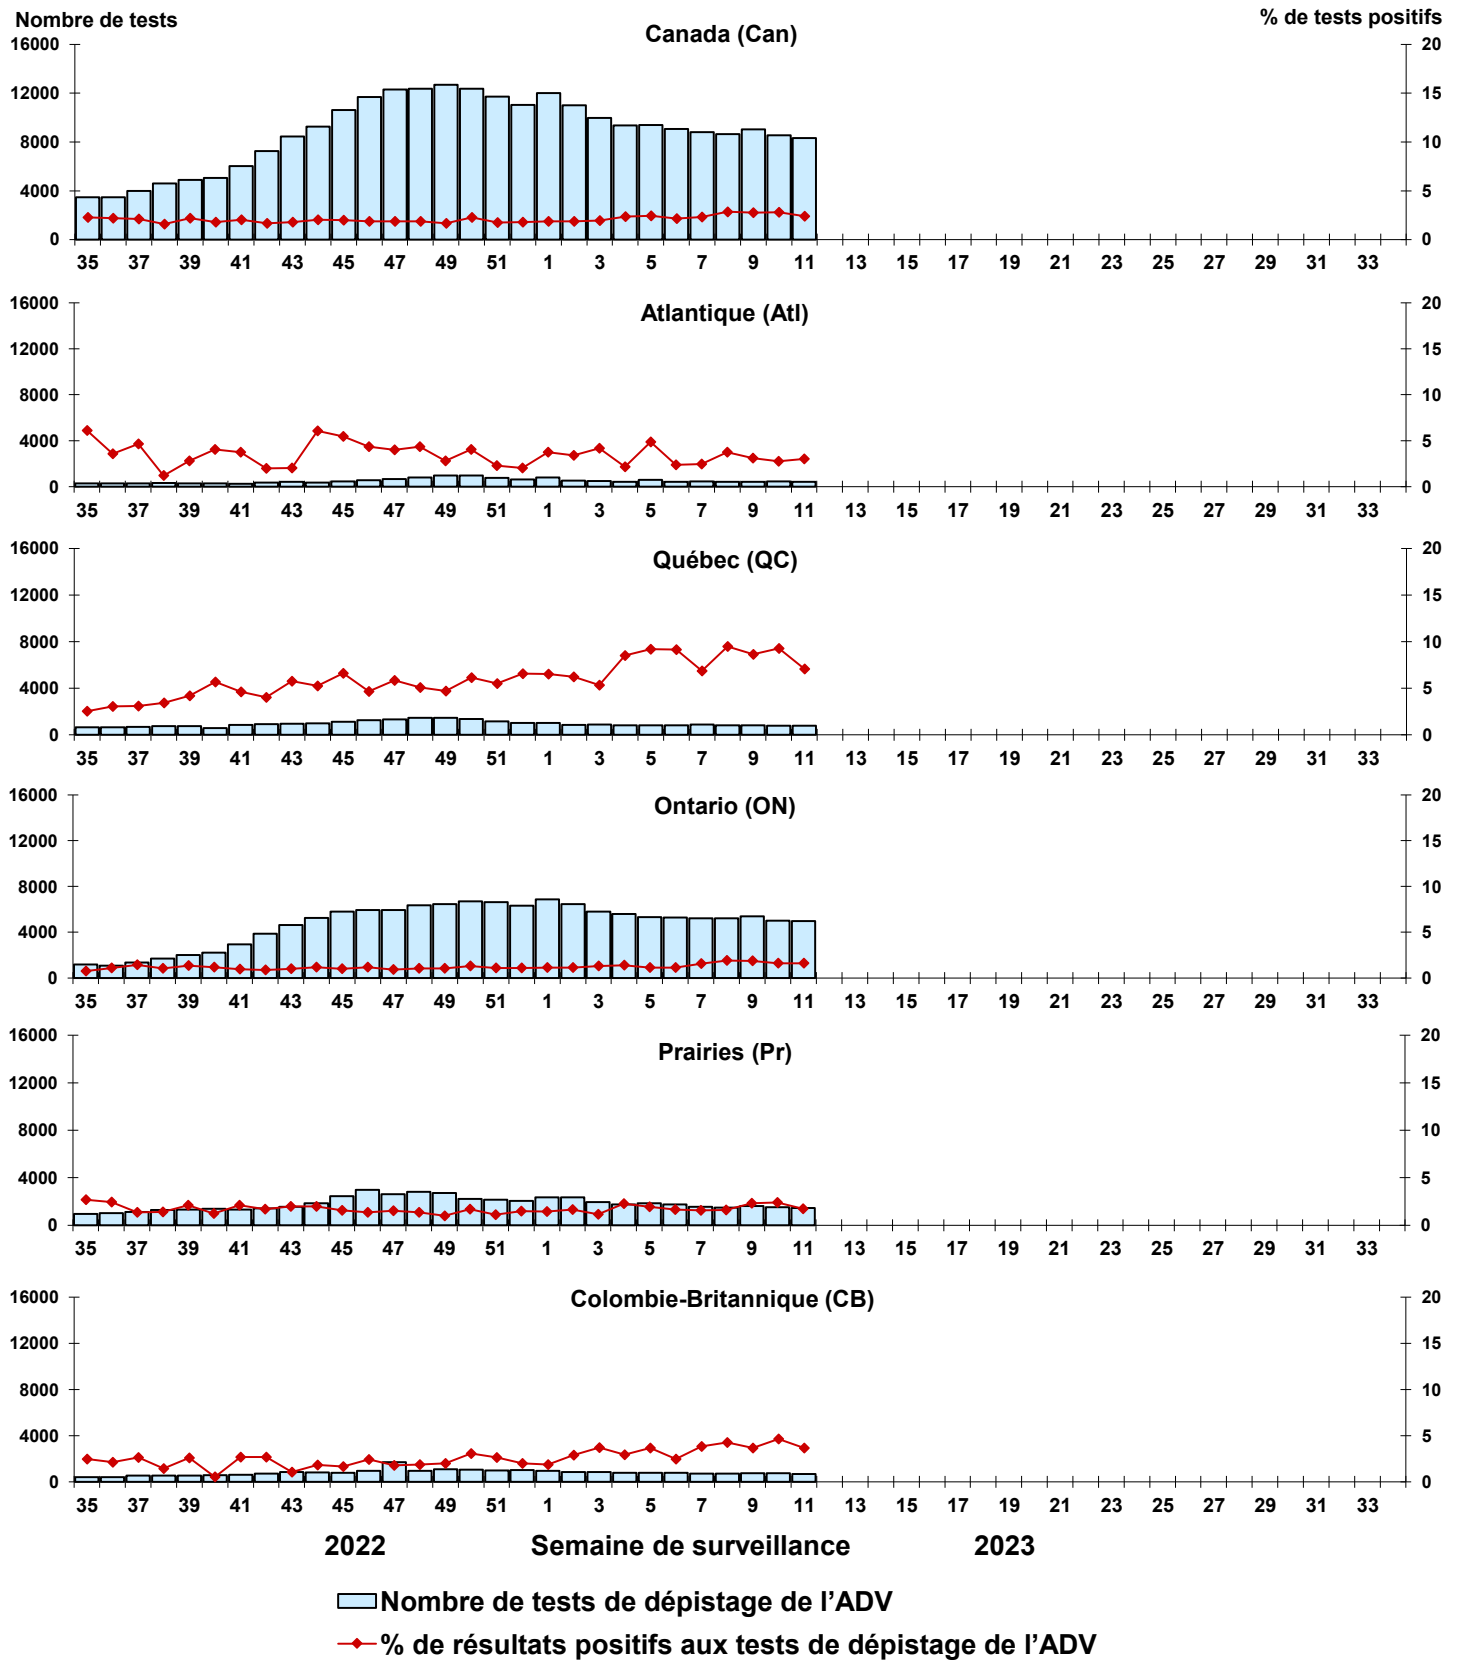 Nombre de tests
% de tests positifs
Canada (Can)
16000 20
12000 15
8000 10
4000 5
0 0
35 37 39 41 43 45 47 49 51 1 3 5 7 9 11 13 15 17 19 21 23 25 27 29 31 33
Atlantique (Atl)
16000 20
12000 15
8000 10
4000 5
0 0
35 37 39 41 43 45 47 49 51 1 3 5 7 9 11 13 15 17 19 21 23 25 27 29 31 33
Québec (QC)
16000 20
12000 15
8000 10
4000 5
0 0
35 37 39 41 43 45 47 49 51 1 3 5 7 9 11 13 15 17 19 21 23 25 27 29 31 33
Ontario (ON)
16000 20
12000 15
8000 10
4000 5
0 0
35 37 39 41 43 45 47 49 51 1 3 5 7 9 11 13 15 17 19 21 23 25 27 29 31 33
Prairies (Pr)
16000 20
12000 15
8000 10
4000 5
0 0
35 37 39 41 43 45 47 49 51 1 3 5 7 9 11 13 15 17 19 21 23 25 27 29 31 33
Colombie-Britannique (CB)
16000 20
12000 15
8000 10
4000 5
0 0
35 37 39 41 43 45 47 49 51 1 3 5 7 9 11 13 15 17 19 21 23 25 27 29 31 33
2022 Semaine de surveillance 2023
Nombre de tests de dépistage de l’ADV
% de résultats positifs aux tests de dépistage de l’ADV